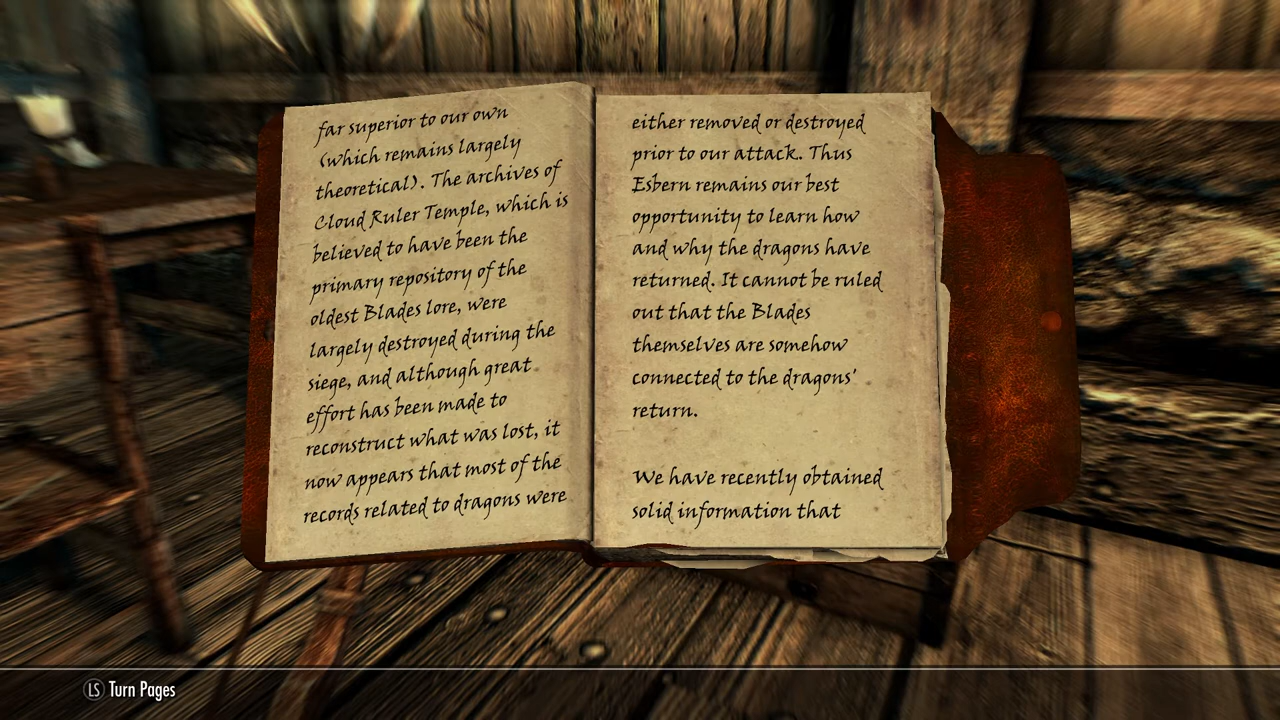 far superior to our own
(which remains largely
theoretical). The archives of
Cloud Ruler Temple, which is
believed to have been the
primary repository of the
oldest Blades lore, were
largely destroyed during the
siege, and although great
effort has been made to
reconstruct what was lost, it
now appears that most of the
records related to dragons were
either removed or destroyed
prior to our attack. Thus
Esbern remains our best
opportunity to learn how
and why the dragons have
returned. It cannot be ruled
out that the Blades
themselves are somehow
connected to the dragons'
return.
We have recently obtained
solid information that
LS Turn Pages